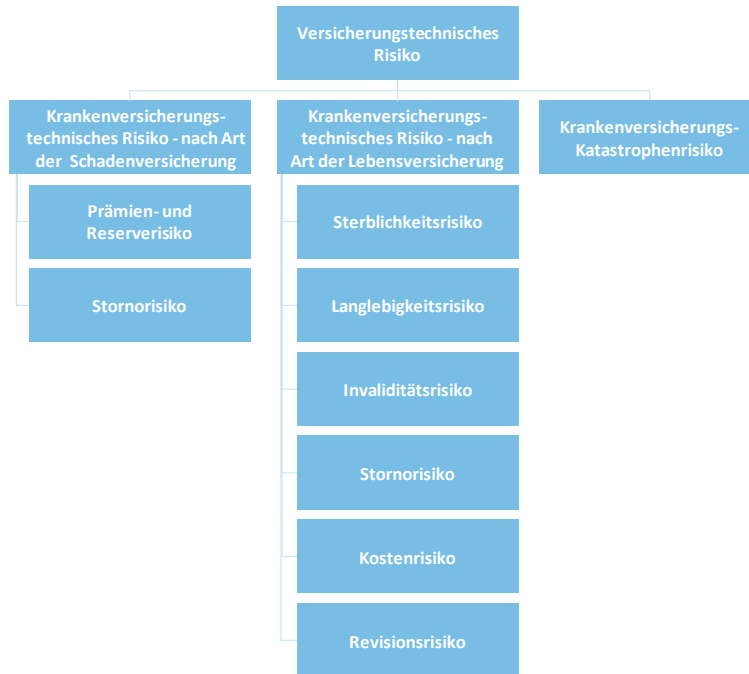 Versicherungstechnisches
Risiko
Krankenversicherungs-
technisches Risiko - nach Art
der Schadenversicherung
Krankenversicherungs-
technisches Risiko - nach
Art der Lebensversicherung
Krankenversicherungs-
Katastrophenrisiko
Prämien- und
Reserverisiko
Stornorisiko
Sterblichkeitsrisiko
Langlebigkeitsrisiko
Invaliditätsrisiko
Stornorisiko
Kostenrisiko
Revisionsrisiko